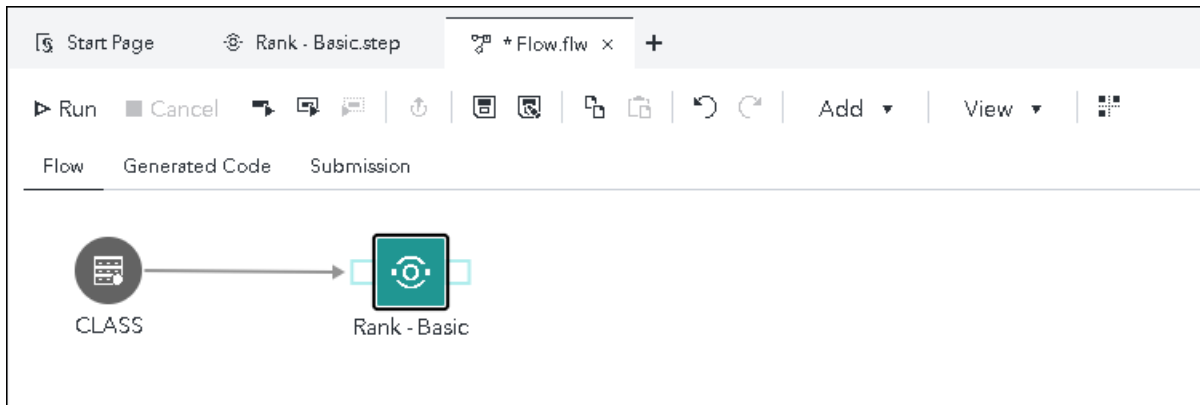 Start Page Rank - Basic.step * Flow.flw × +
Run Cancel Add View
Flow Generated Code Submission
CLASS Rank - Basic